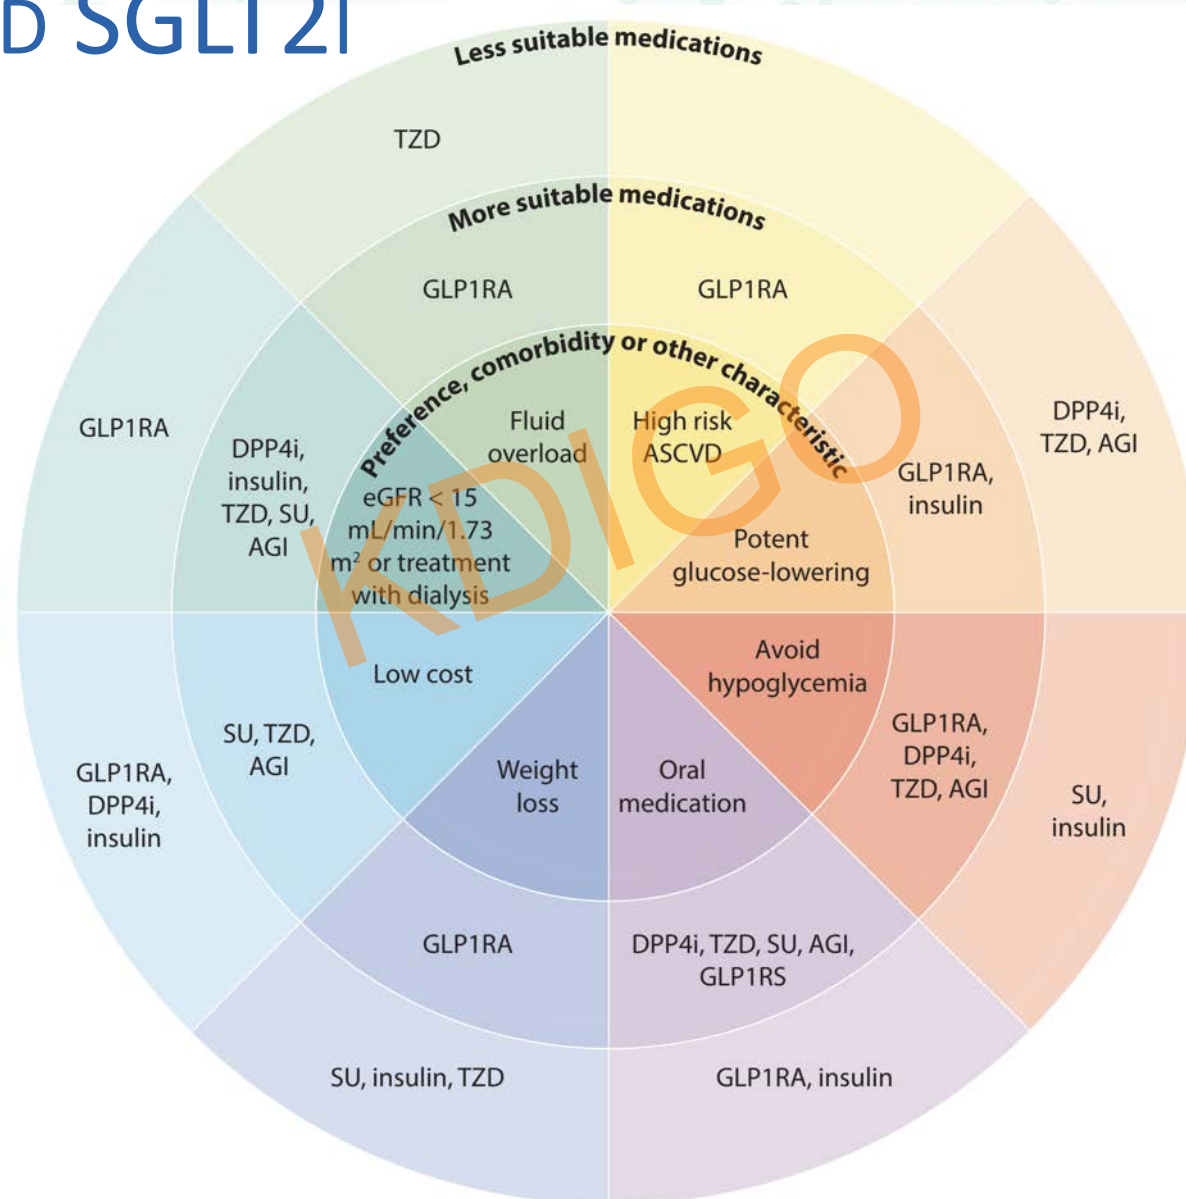 D SGLT2I
Less suitable medications
TZD
More suitable medications
GLP1RA
GLP1RA
Preference, comorbidity or other characteristic
Fluid
overload
High risk
ASCVD
GLP1RA
DPP4i,
insulin,
TZD, SU,
AGI
eGFR < 15
mL/min/1.73
m² or treatment
with dialysis
Potent
glucose-lowering
GLP1RA,
insulin
DPP4i,
TZD, AGI
KDIGO
Low cost
SU, TZD,
AGI
GLP1RA,
DPP4i,
insulin
Avoid
hypoglycemia
GLP1RA,
DPP4i,
TZD, AGI
SU,
insulin
Weight
loss
Oral
medication
GLP1RA
DPP4i, TZD, SU, AGI,
GLP1RS
SU, insulin, TZD
GLP1RA, insulin